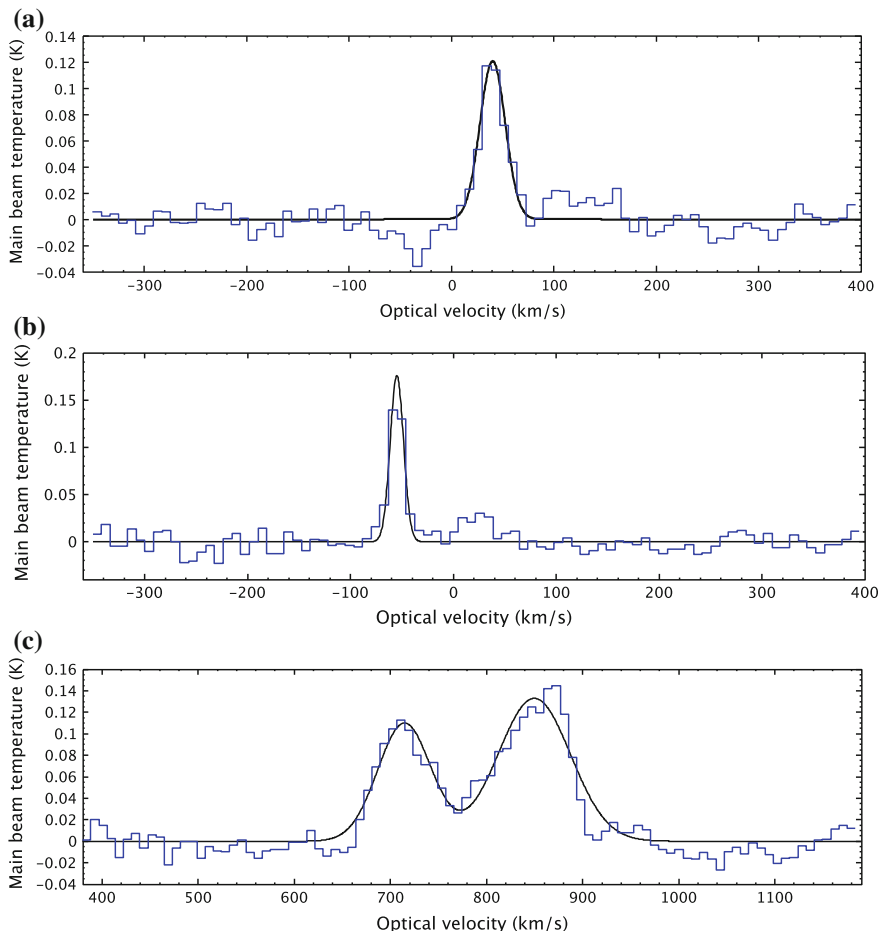 (a)
Main beam temperature (K)
0.14
0.12
0.1
0.08
0.06
0.04
0.02
0
−0.02
−0.04
−300 −200 −100 0 100 200 300 400
Optical velocity (km/s)
(b)
Main beam temperature (K)
0.2
0.15
0.1
0.05
0
−300 −200 −100 0 100 200 300 400
Optical velocity (km/s)
(c)
Main beam temperature (K)
0.16
0.14
0.12
0.1
0.08
0.06
0.04
0.02
0
−0.02
−0.04
400 500 600 700 800 900 1000 1100
Optical velocity (km/s)